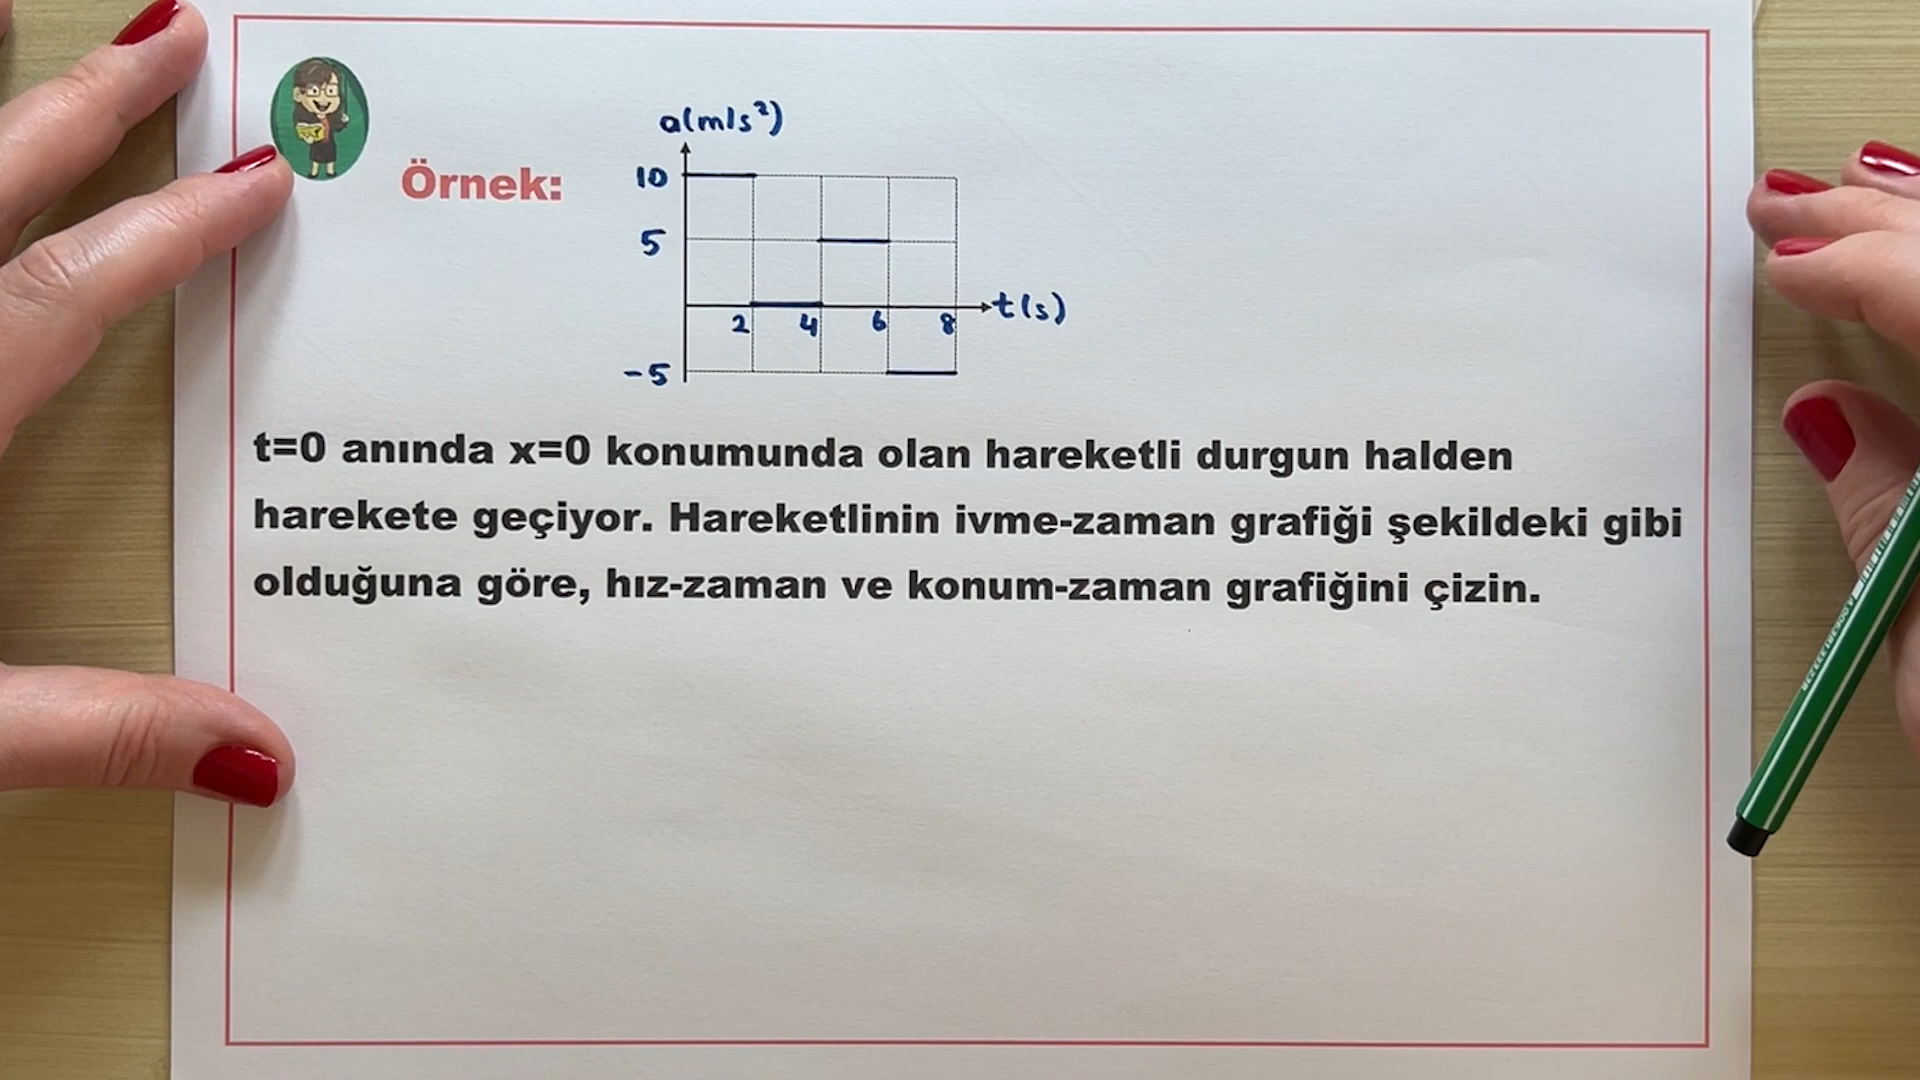 a(m/s²)
Örnek:
10
5
t(s)
2 4 6 8
-5
t=0 anında x=0 konumunda olan hareketli durgun halden
harekete geçiyor. Hareketlinin ivme-zaman grafiği şekildeki gibi
olduğuna göre, hız-zaman ve konum-zaman grafiğini çizin.